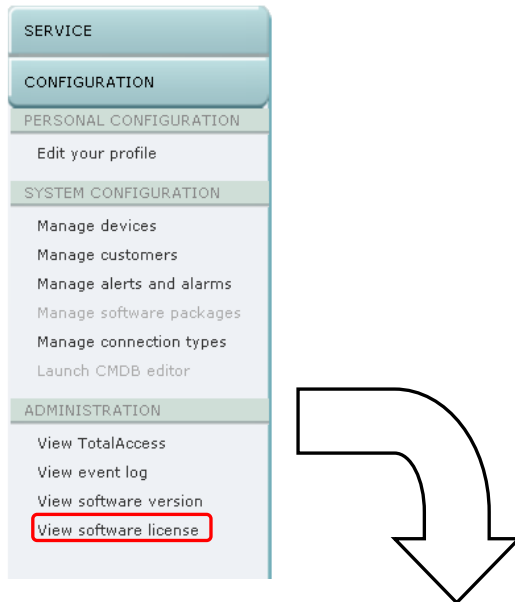 SERVICE
CONFIGURATION
PERSONAL CONFIGURATION
Edit your profile
SYSTEM CONFIGURATION
Manage devices
Manage customers
Manage alerts and alarms
Manage software packages
Manage connection types
Launch CMDB editor
ADMINISTRATION
View TotalAccess
View event log
View software version
View software license